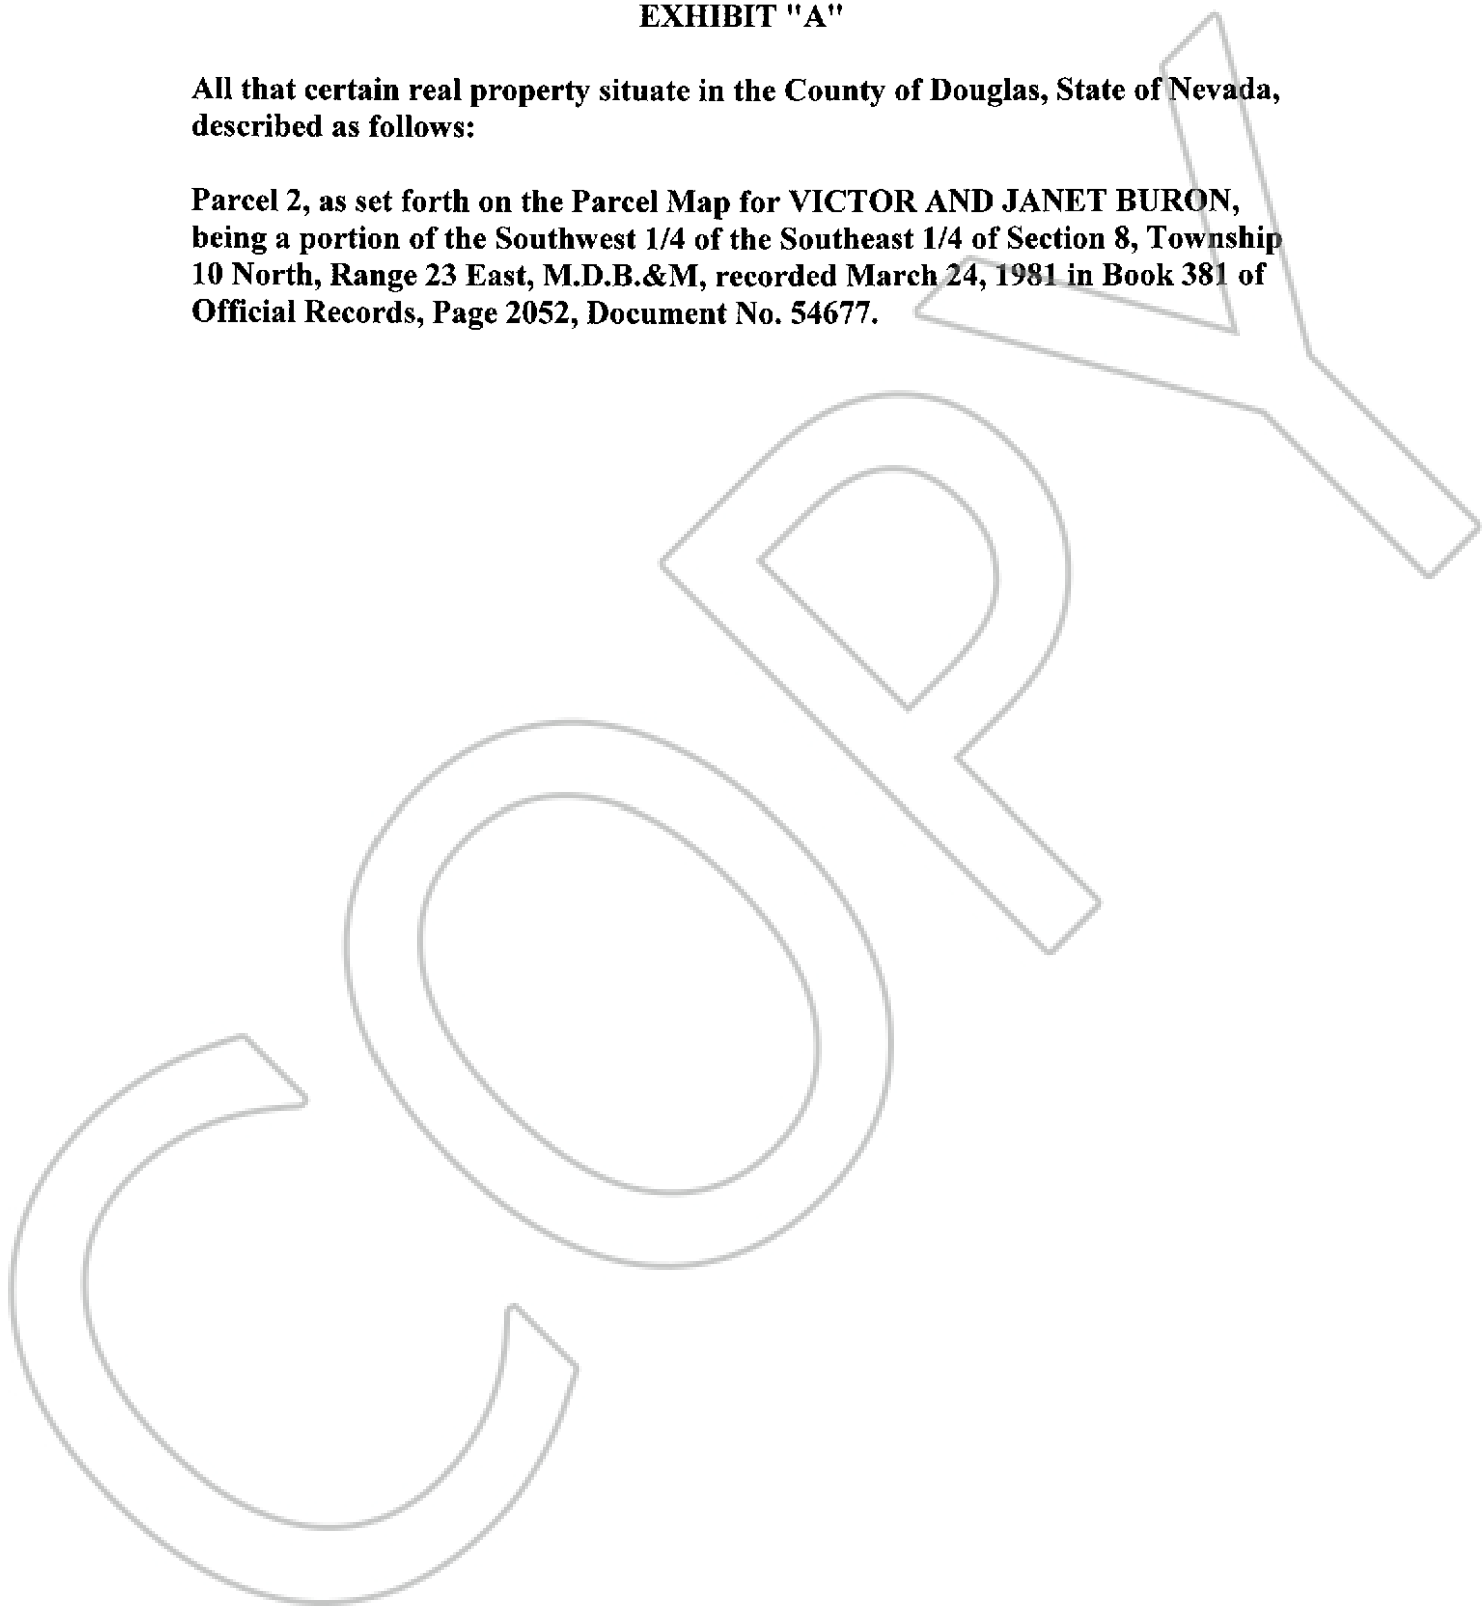 EXHIBIT "A"
All that certain real property situate in the County of Douglas, State of Nevada,
described as follows:
Parcel 2, as set forth on the Parcel Map for VICTOR AND JANET BURON,
being a portion of the Southwest 1/4 of the Southeast 1/4 of Section 8, Township
10 North, Range 23 East, M.D.B.&M, recorded March 24, 1981 in Book 381 of
Official Records, Page 2052, Document No. 54677.
COPY